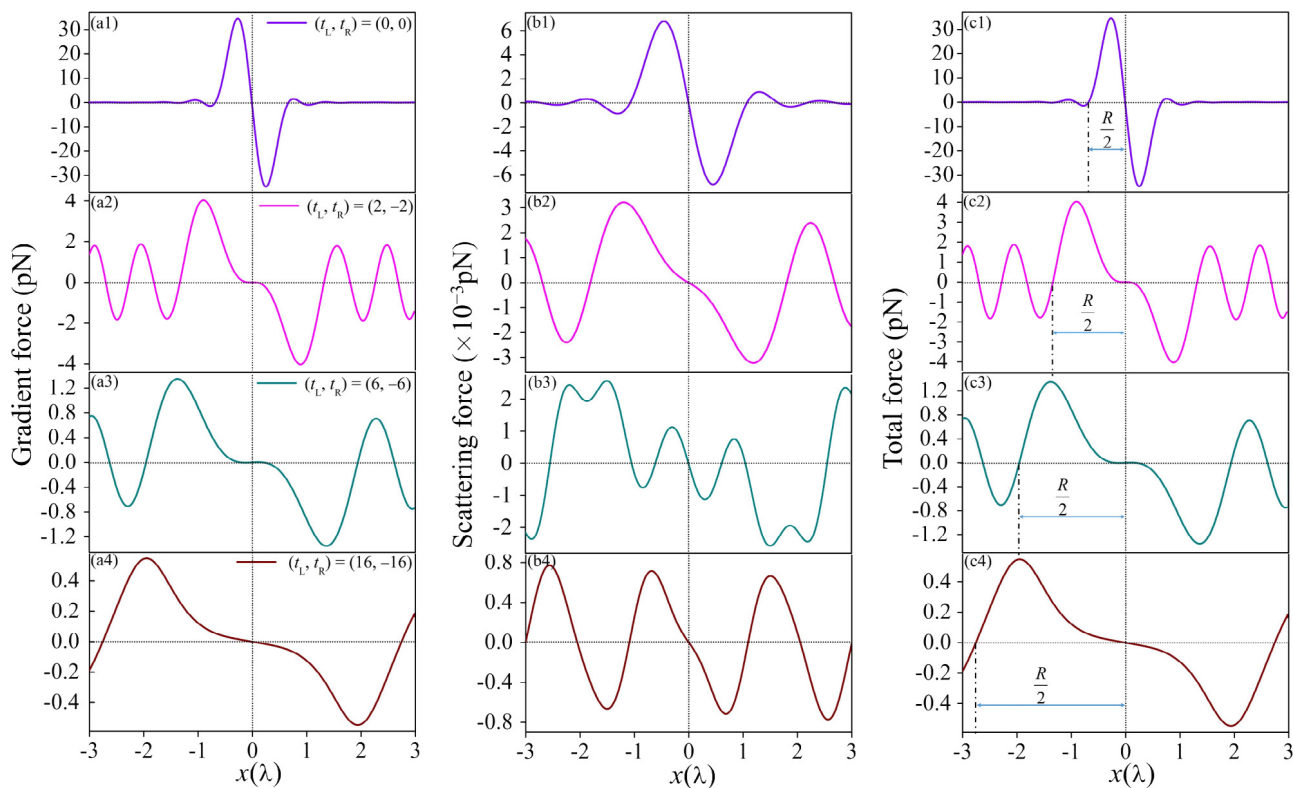 Gradient force (pN)
(a1)
(t_L, t_R) = (0, 0)
30
20
10
0
-10
20
30
(a2)
(t_L, t_R) = (2, −2)
4
2
0
-2
-4
(a3)
(t_L, t_R) = (6, −6)
1.2
0.8
0.4
0.0
-0.4
-0.8
-1.2
(a4)
(t_L, t_R) = (16, −16)
0.4
0.2
0.0
-0.2
-0.4
-3 -2 -1 0 1 2 3
x(λ)
Scattering force (× 10⁻³pN)
(b1)
6
4
2
0
-2
-4
-6
(b2)
3
2
1
0
-1
-2
3
(b3)
2
1
0
-1
-2
(b4)
0.8
0.4
0.0
-0.4
-0.8
-3 -2 -1 0 1 2 3
x(λ)
Total force (pN)
(c1)
30
20
10
0
-10
-20
-30
R
2
(c2)
4
3
2
1
0
-1
-2
-3
-4
R
2
(c3)
1.2
0.8
0.4
0.0
-0.4
-0.8
-1.2
R
2
(c4)
0.4
0.2
0.0
-0.2
-0.4
R
2
-3 -2 -1 0 1 2 3
x(λ)